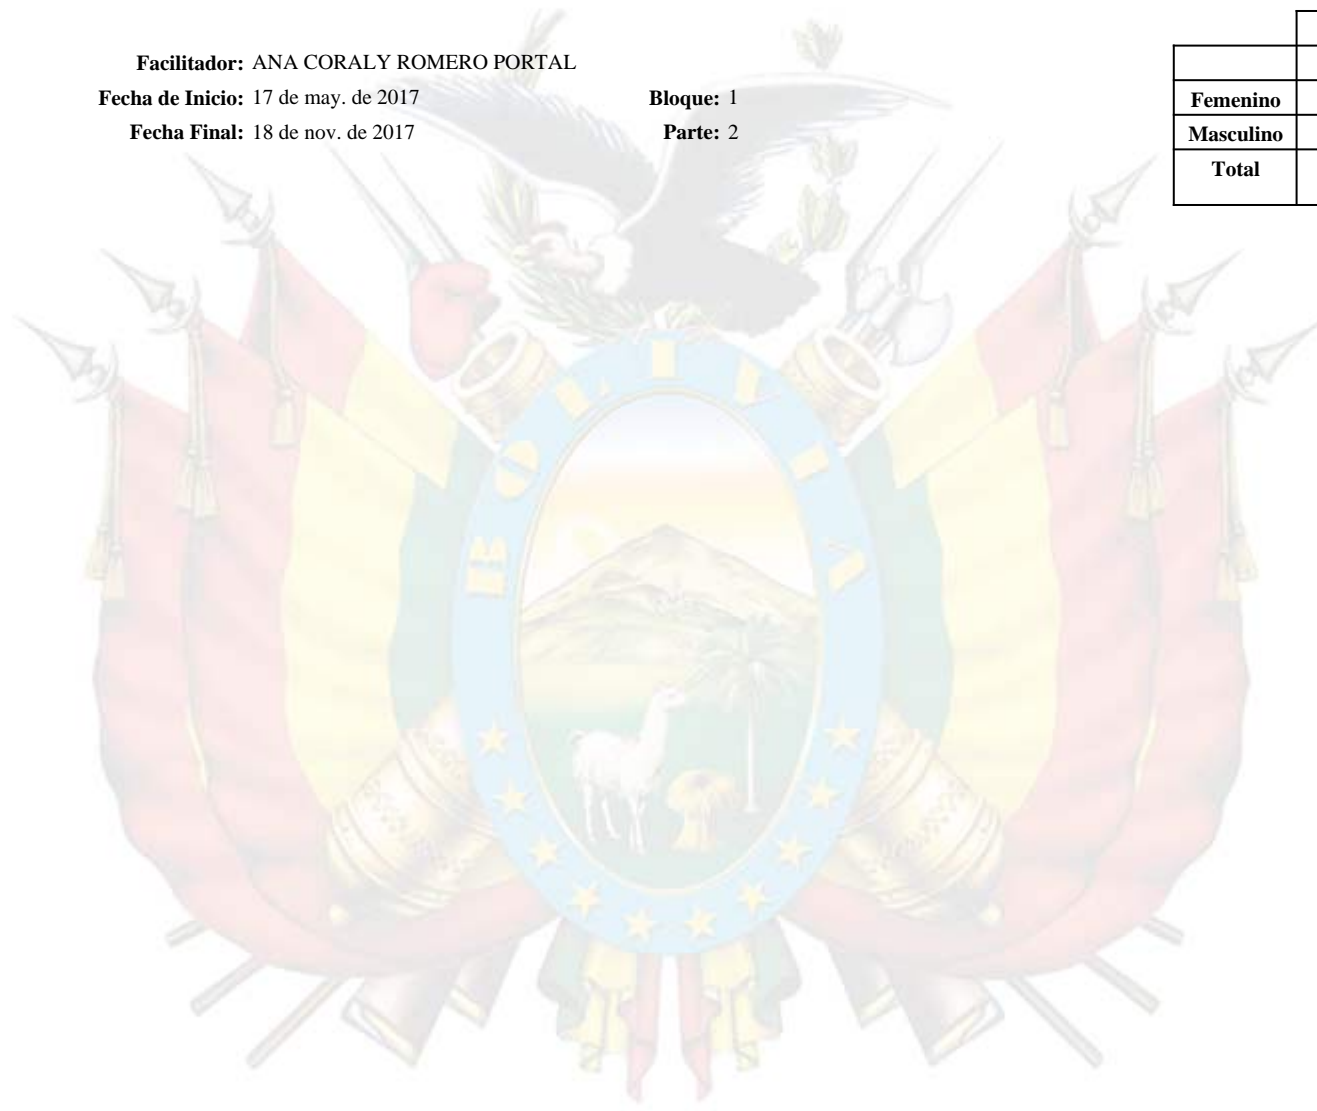 Facilitador: ANA CORALY ROMERO PORTAL
Fecha de Inicio: 17 de may. de 2017
Bloque: 1
Fecha Final: 18 de nov. de 2017
Parte: 2
Femenino
Masculino
Total
BOLIVIA